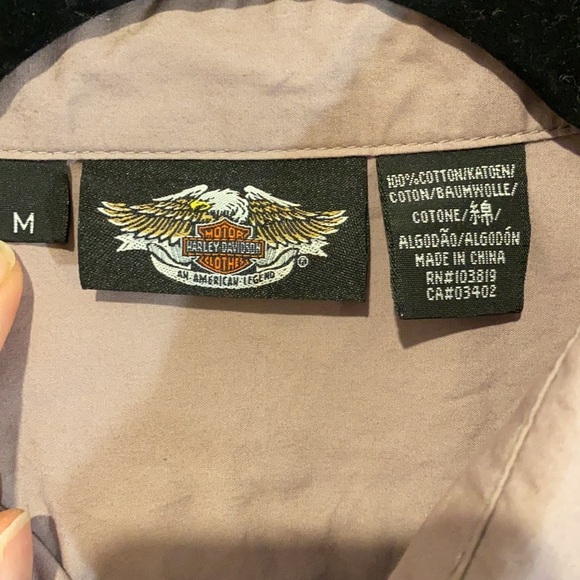 M
MOTOR
HARLEY-DAVIDSON
CLOTHES
AN·AMERICAN·LEGEND
®
100%COTTON/KATOEN/
COTON/BAUMWOLLE/
COTONE/綿/
ALGODÃO/ALGODÓN
MADE IN CHINA
RN#103819
CA#03402